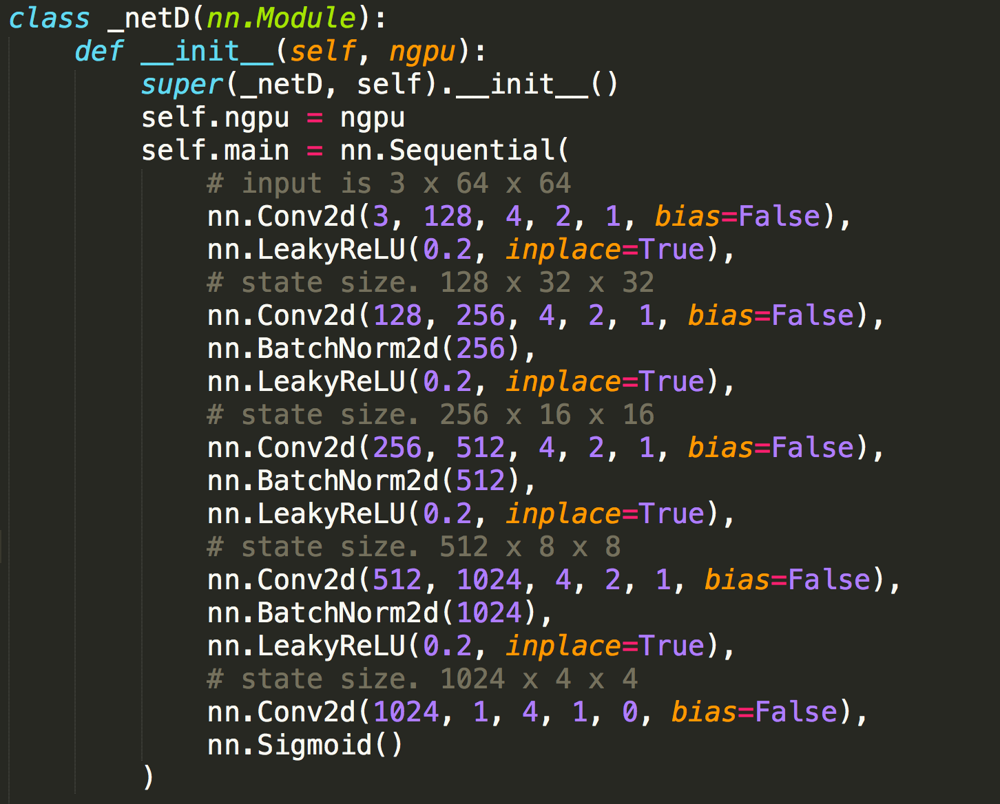 class _netD(nn.Module):
    def __init__(self, ngpu):
        super(_netD, self).__init__()
        self.ngpu = ngpu
        self.main = nn.Sequential(
            # input is 3 x 64 x 64
            nn.Conv2d(3, 128, 4, 2, 1, bias=False),
            nn.LeakyReLU(0.2, inplace=True),
            # state size. 128 x 32 x 32
            nn.Conv2d(128, 256, 4, 2, 1, bias=False),
            nn.BatchNorm2d(256),
            nn.LeakyReLU(0.2, inplace=True),
            # state size. 256 x 16 x 16
            nn.Conv2d(256, 512, 4, 2, 1, bias=False),
            nn.BatchNorm2d(512),
            nn.LeakyReLU(0.2, inplace=True),
            # state size. 512 x 8 x 8
            nn.Conv2d(512, 1024, 4, 2, 1, bias=False),
            nn.BatchNorm2d(1024),
            nn.LeakyReLU(0.2, inplace=True),
            # state size. 1024 x 4 x 4
            nn.Conv2d(1024, 1, 4, 1, 0, bias=False),
            nn.Sigmoid()
        )